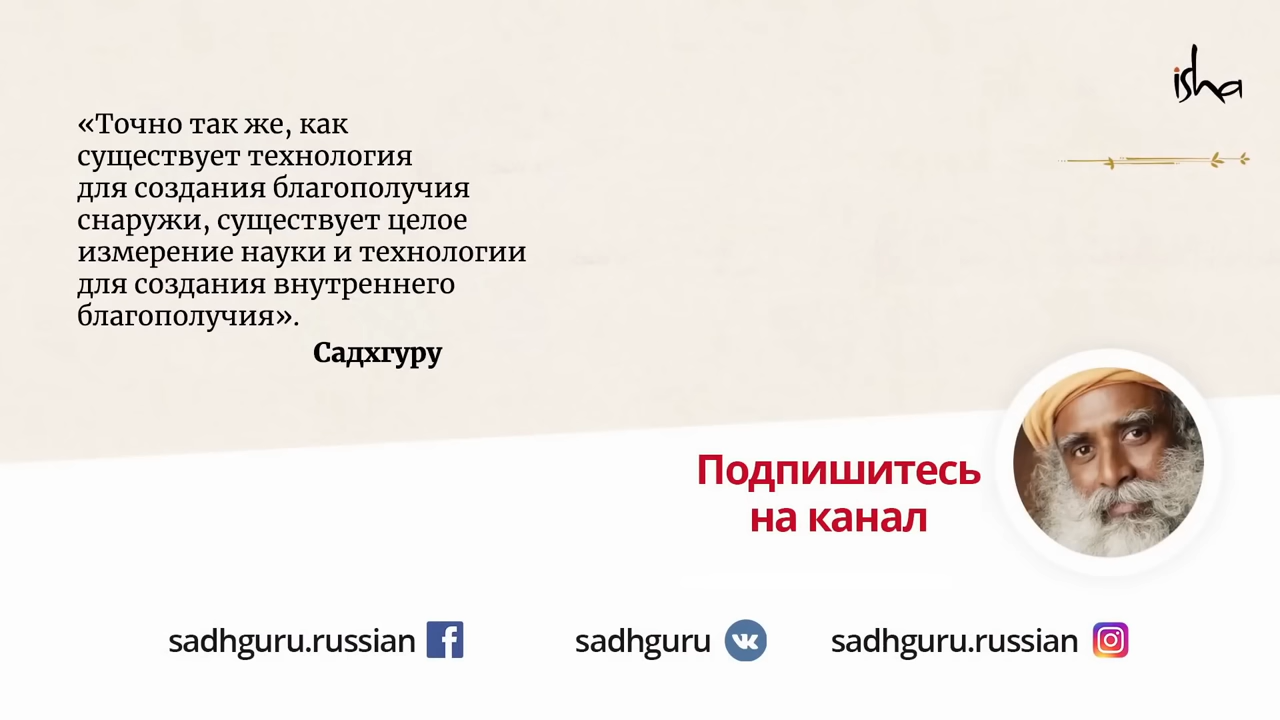 isha
«Точно так же, как
существует технология
для создания благополучия
снаружи, существует целое
измерение науки и технологии
для создания внутреннего
благополучия».
Садхгуру
Подпишитесь
на канал
sadhguru.russian
sadhguru
sadhguru.russian